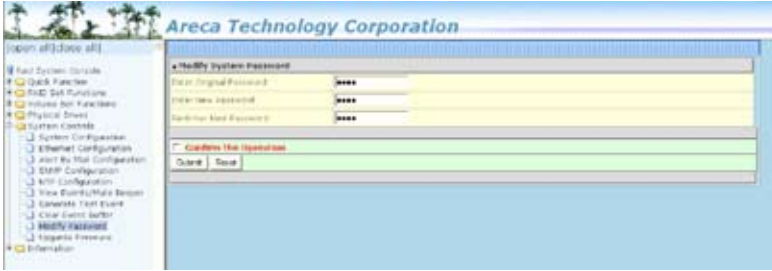 Areca Technology Corporation
|open all|close all|
Raid System Console
Quick Function
RAID Set Functions
Volume Set Functions
Physical Drives
System Controls
System Configuration
Ethernet Configuration
Alert By Mail Configuration
SNMP Configuration
NTP Configuration
View Events/Mute Beeper
Generate Test Event
Clear Event Buffer
Modify Password
Upgrade Firmware
Information
Modify System Password
Enter Original Password
Enter New Password
Re-Enter New Password
Confirm The Operation
Submit Reset